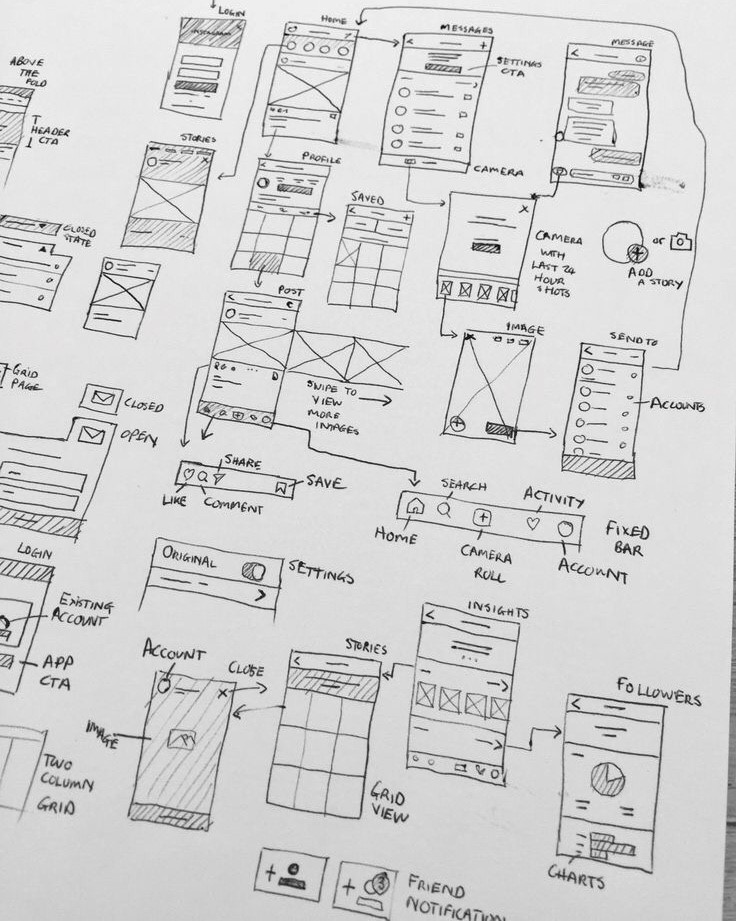 LOGIN
INSTAGRAM
HOME
MESSAGES
SETTINGS
CTA
MESSAGE
ABOVE
THE
FOLD
HEADER
CTA
STORIES
PROFILE
SAVED
CAMERA
CAMERA
WITH
LAST 24
HOUR
SHOTS
OR
ADD
A STORY
CLOSED
STATE
POST
IMAGE
SEND TO
ACCOUNTS
GRID
PAGE
CLOSED
OPEN
SWIPE TO
VIEW
MORE
IMAGES
SHARE
SAVE
LIKE
COMMENT
SEARCH
ACTIVITY
HOME
CAMERA
ROLL
ACCOUNT
FIXED
BAR
LOGIN
EXISTING
ACCOUNT
APP
CTA
ORIGINAL
SETTINGS
INSIGHTS
ACCOUNT
CLOSE
STORIES
IMAGE
GRID
VIEW
FOLLOWERS
CHARTS
TWO
COLUMN
GRID
3
FRIEND
NOTIFICATION